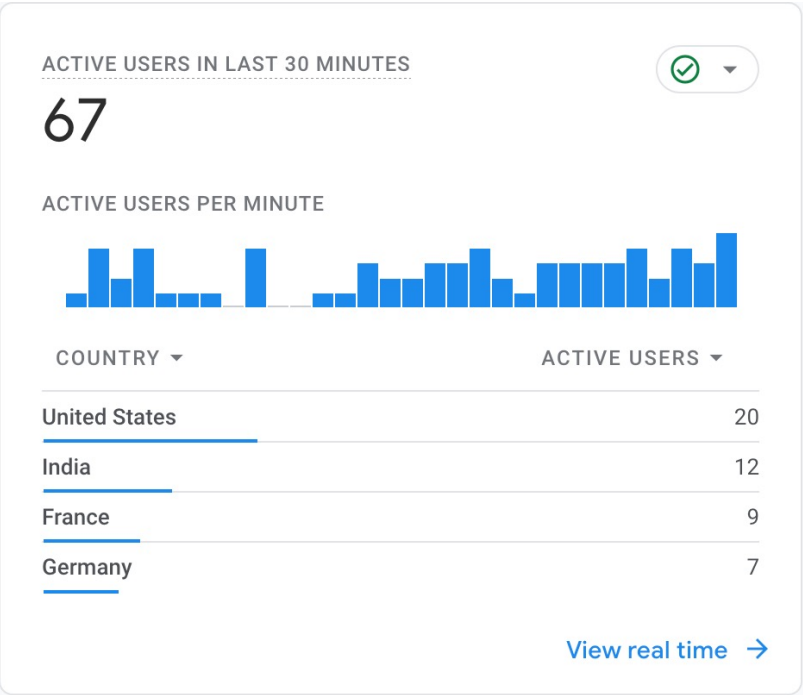 ACTIVE USERS IN LAST 30 MINUTES
67
ACTIVE USERS PER MINUTE
COUNTRY ACTIVE USERS
United States 20
India 12
France 9
Germany 7
View real time